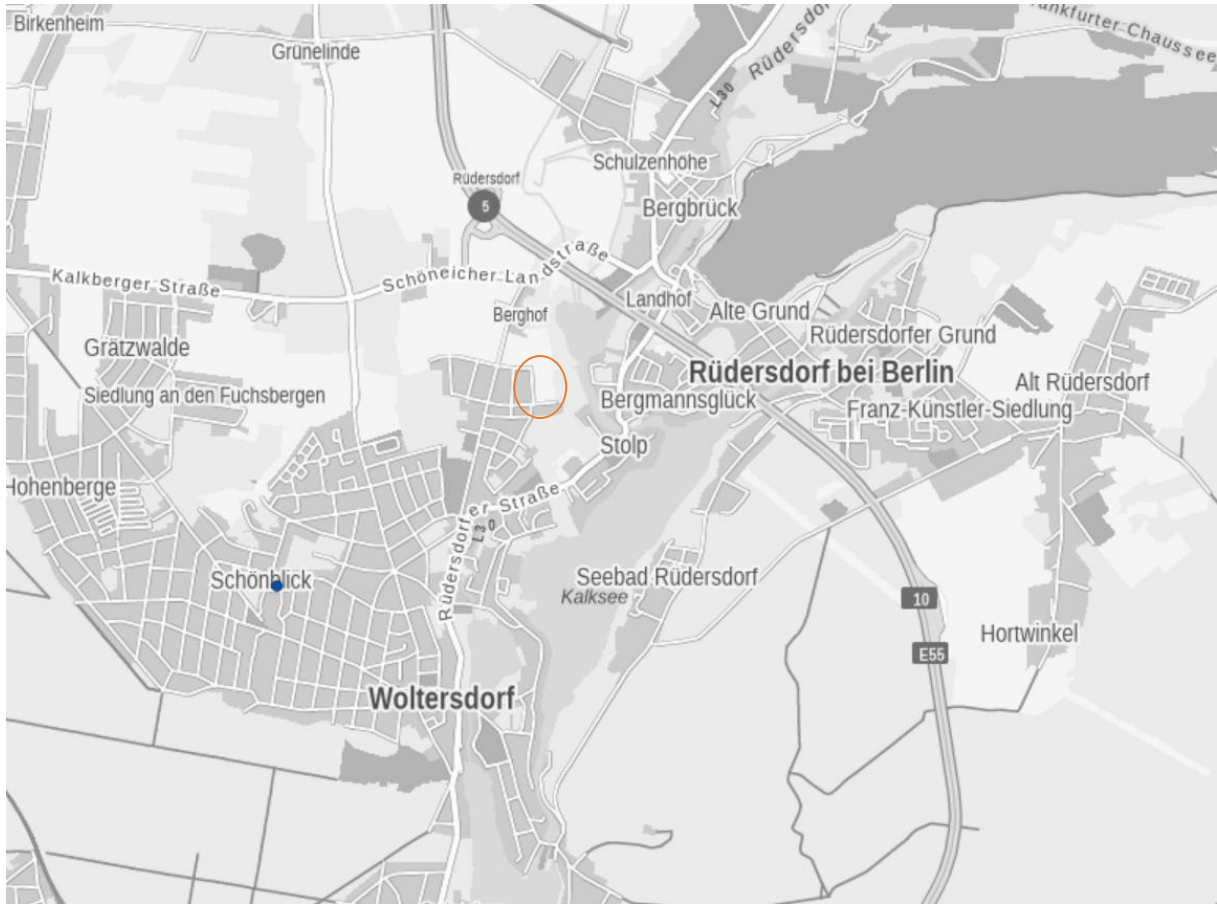 Birkenheim
Grünelinde
Frankfurter Chaussee
Rüdersdor
L30
Schulzenhöhe
Rüdersdorf
5
Bergbrück
Kalkberger Straße
Schöneicher Landstraße
Landhof
Berghof
Alte Grund
Rüdersdorfer Grund
Grätzwalde
Rüdersdorf bei Berlin
Alt Rüdersdorf
Siedlung an den Fuchsbergen
Bergmannsglück
Franz-Künstler-Siedlung
Stolp
Hohenberge
Rüdersdorfer Straße
L30
Schönblick
Seebad Rüdersdorf
Kalksee
10
Hortwinkel
E55
Woltersdorf